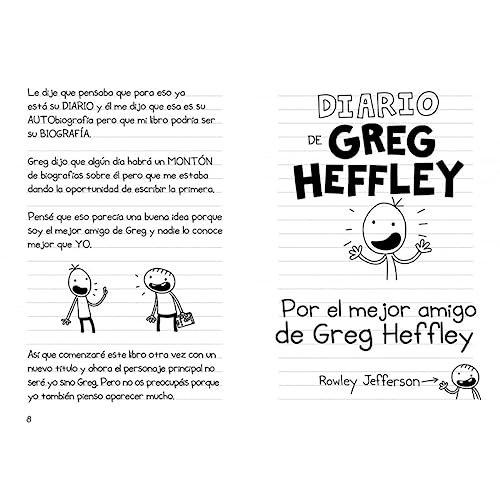 Le dije que pensaba que para eso ya
está su DIARIO y él me dijo que esa es su
AUTObiografía pero que mi libro podría ser
su BIOGRAFÍA.
Greg dijo que algún día habrá un MONTÓN
de biografías sobre él pero que me estaba
dando la oportunidad de escribir la primera.
Pensé que eso parecía una buena idea porque
soy el mejor amigo de Greg y nadie lo conoce
mejor que YO.
Así que comenzaré este libro otra vez con un
nuevo título y ahora el personaje principal no
seré yo sino Greg. Pero no os preocupéis porque
yo también pienso aparecer mucho.
8
DIARIO
DE GREG
HEFFLEY
Por el mejor amigo
de Greg Heffley
Rowley Jefferson